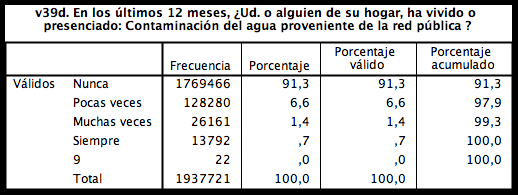 v39d. En los últimos 12 meses, ¿Ud. o alguien de su hogar, ha vivido o
presenciado: Contaminación del agua proveniente de la red pública ?
Frecuencia Porcentaje Porcentaje válido Porcentaje acumulado
Válidos Nunca 1769466 91,3 91,3 91,3
Pocas veces 128280 6,6 6,6 97,9
Muchas veces 26161 1,4 1,4 99,3
Siempre 13792 ,7 ,7 100,0
9 22 ,0 ,0 100,0
Total 1937721 100,0 100,0